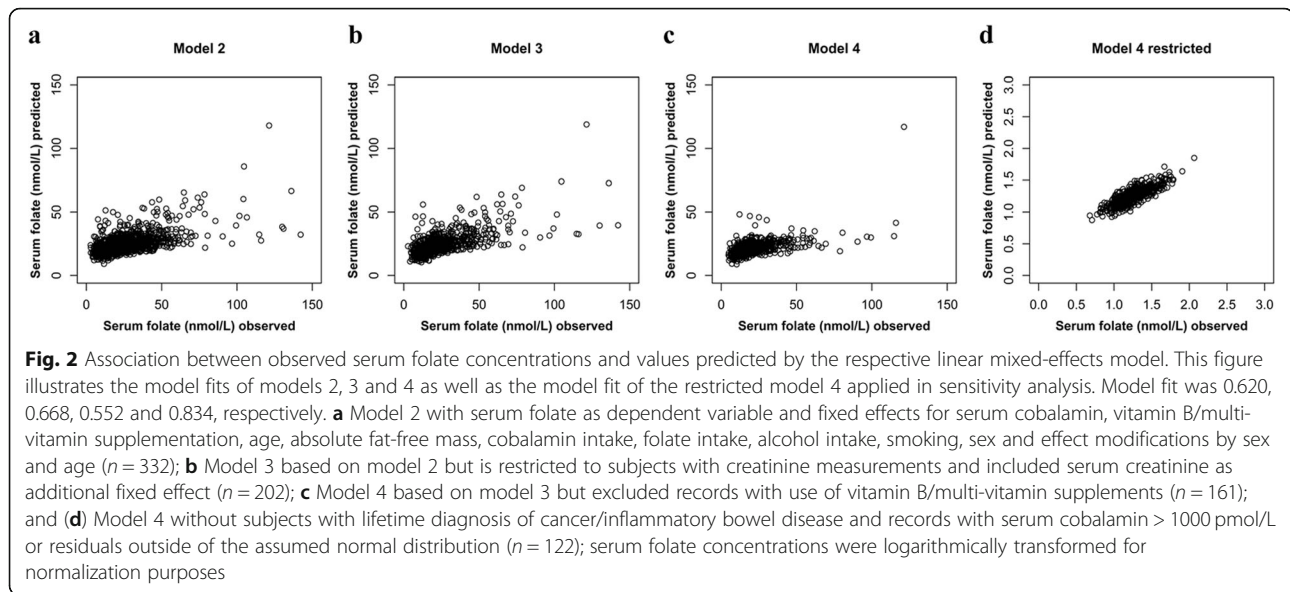 a
Model 2
b
Model 3
c
Model 4
d
Model 4 restricted
Serum folate (nmol/L) predicted
150
100
50
0
0
50
100
150
Serum folate (nmol/L) observed
Serum folate (nmol/L) predicted
150
100
50
0
0
50
100
150
Serum folate (nmol/L) observed
Serum folate (nmol/L) predicted
150
100
50
0
0
50
100
150
Serum folate (nmol/L) observed
Serum folate (nmol/L) predicted
3.0
2.5
2.0
1.5
1.0
0.5
0.0
0.0
0.5
1.0
1.5
2.0
2.5
3.0
Serum folate (nmol/L) observed
Fig. 2 Association between observed serum folate concentrations and values predicted by the respective linear mixed-effects model. This figure
illustrates the model fits of models 2, 3 and 4 as well as the model fit of the restricted model 4 applied in sensitivity analysis. Model fit was 0.620,
0.668, 0.552 and 0.834, respectively. a Model 2 with serum folate as dependent variable and fixed effects for serum cobalamin, vitamin B/multi-
vitamin supplementation, age, absolute fat-free mass, cobalamin intake, folate intake, alcohol intake, smoking, sex and effect modifications by sex
and age (n = 332); b Model 3 based on model 2 but is restricted to subjects with creatinine measurements and included serum creatinine as
additional fixed effect (n = 202); c Model 4 based on model 3 but excluded records with use of vitamin B/multi-vitamin supplements (n = 161);
and (d) Model 4 without subjects with lifetime diagnosis of cancer/inflammatory bowel disease and records with serum cobalamin > 1000 pmol/L
or residuals outside of the assumed normal distribution (n = 122); serum folate concentrations were logarithmically transformed for
normalization purposes